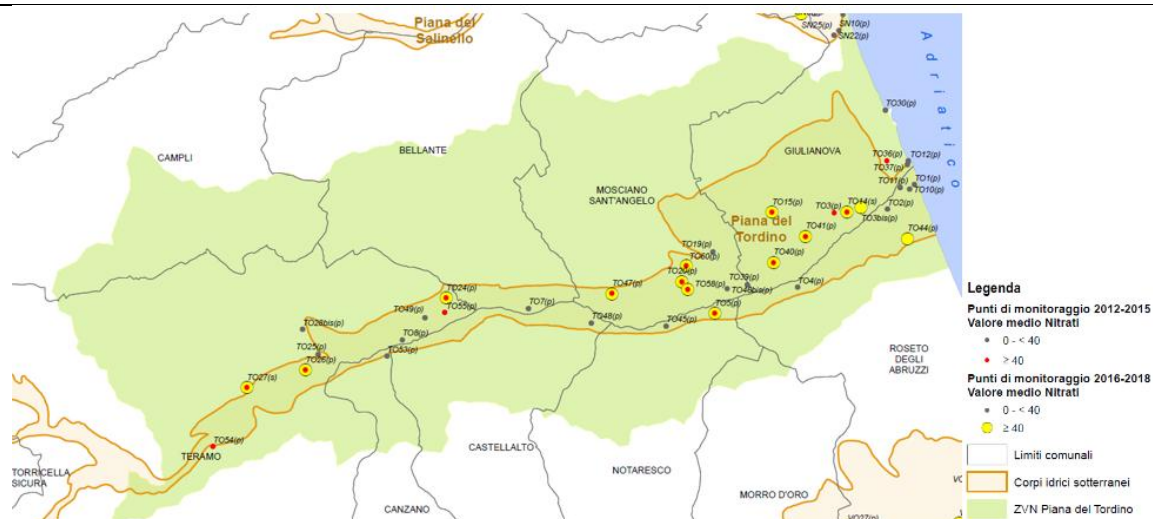 Piana del
Salinello
SN25(p)
SN10(p)
SN22(p)
Adriatico
TO30(p)
CAMPLI
BELLANTE
GIULIANOVA
MOSCIANO
SANT'ANGELO
TO36(p)
TO37(p)
TO12(p)
TO11(p)
TO1(p)
TO10(p)
TO15(p)
TO3(p)
TO14(s)
TO2(p)
TO3bis(p)
Piana del
Tordino
TO41(p)
TO44(p)
TO19(p)
TO60(p)
TO40(p)
TO20(p)
TO58(p)
TO39(p)
TO46bis(p)
TO4(p)
TO47(p)
TO24(p)
TO55(p)
TO49(p)
TO7(p)
TO5(p)
TO48(p)
TO45(p)
TO8(p)
TO53(p)
TO25(p)
TO26(p)
TO27(s)
TO54(p)
TERAMO
TORRICELLA
SICURA
CANZANO
CASTELLALTO
NOTARESCO
MORRO D'ORO
ROSETO
DEGLI
ABRUZZI
VO27(p)
Legenda
Punti di monitoraggio 2012-2015
Valore medio Nitrati
0 - < 40
≥ 40
Punti di monitoraggio 2016-2018
Valore medio Nitrati
0 - < 40
≥ 40
Limiti comunali
Corpi idrici sotterranei
ZVN Piana del Tordino